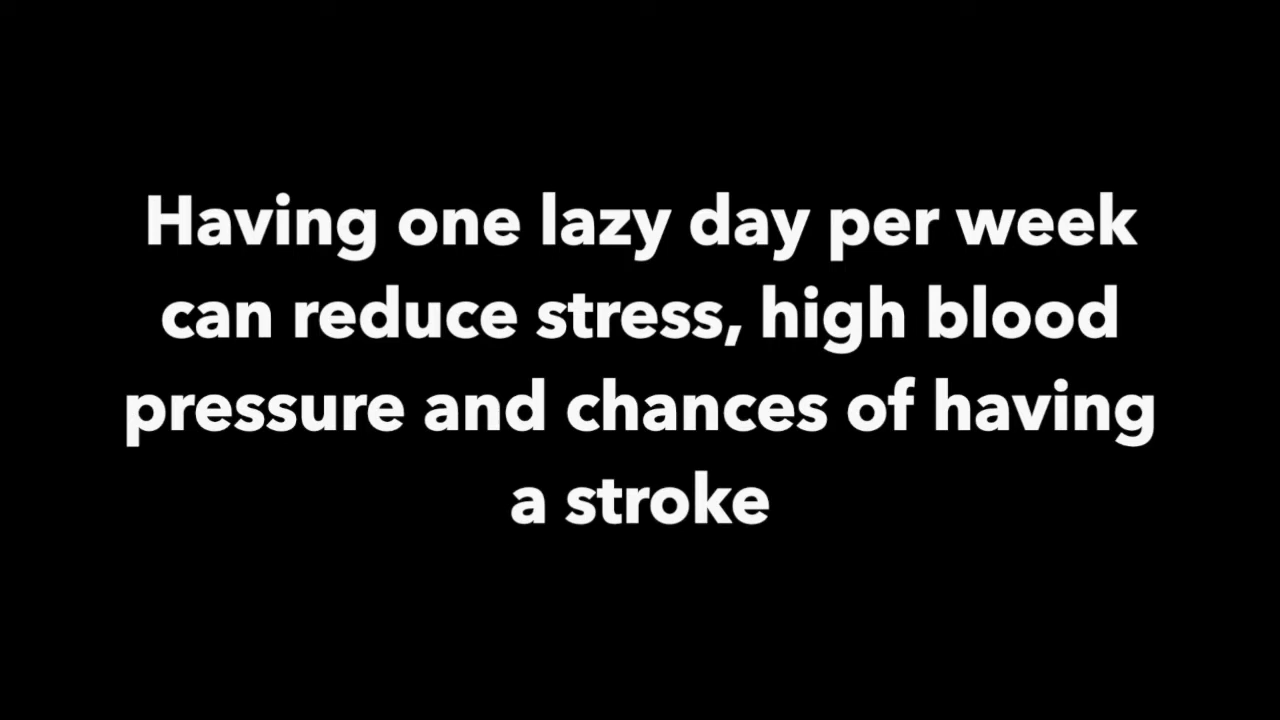 Having one lazy day per week
can reduce stress, high blood
pressure and chances of having
a stroke